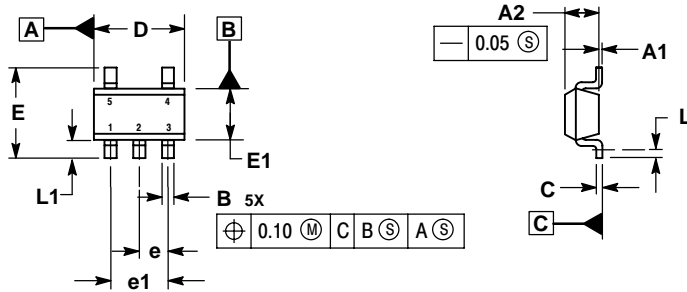 A D B
A2
— 0.05 Ⓢ
A1
E
5 4
1 2 3
E1
L
L1
B 5X
C
⌖ 0.10 Ⓜ C B Ⓢ A Ⓢ
C
e
e1